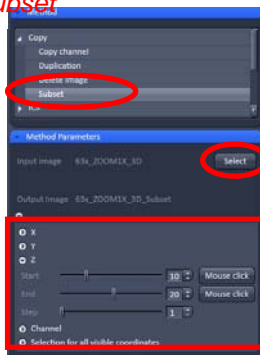 Subset
Method
Copy
Copy channel
Duplication
Delete image
Subset
ICS
Method Parameters
Input image 63x_ZOOM1X_3D Select
Output Image 63x_ZOOM1X_3D_Subset
X
Y
Z
Start 10 Mouse click
End 20 Mouse click
Step 1
Channel
Selection for all visible coordinates